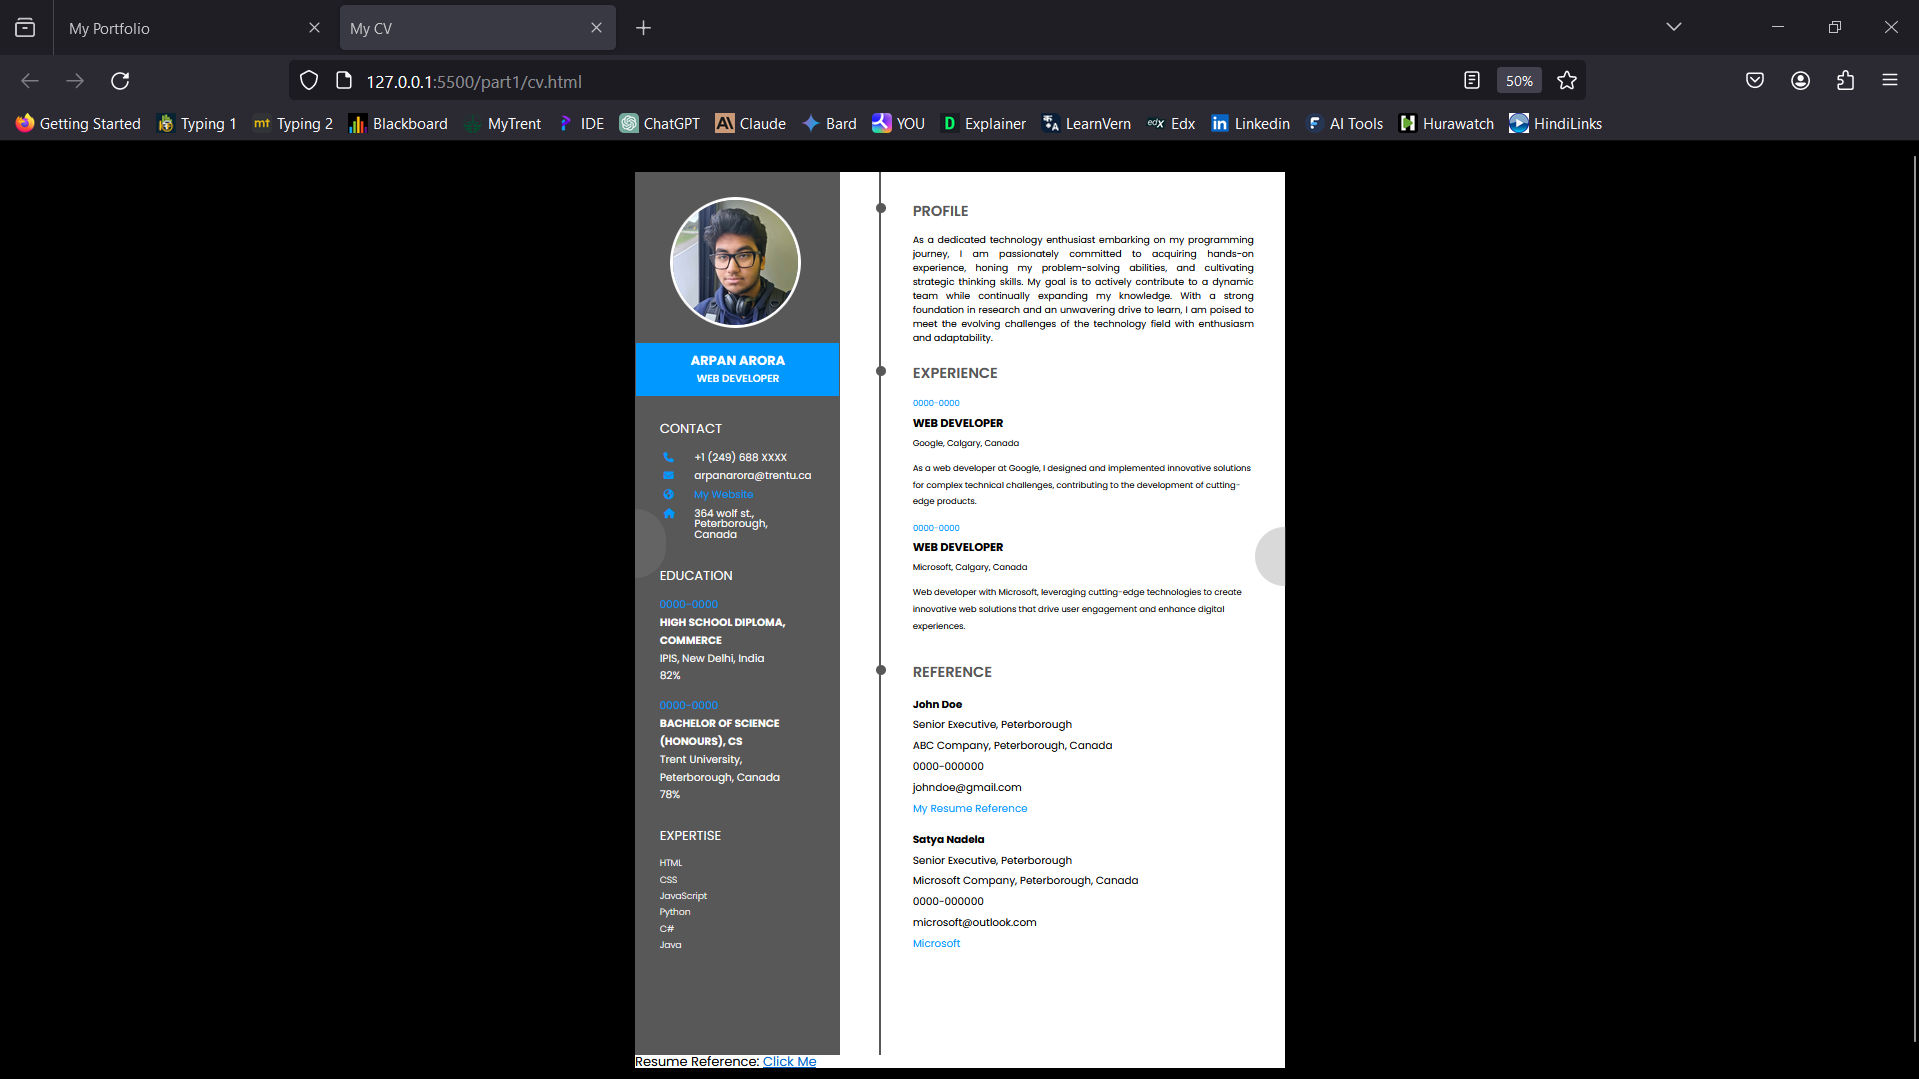 My Portfolio
My CV
127.0.0.1:5500/part1/cv.html
50%
Getting Started
Typing 1
mt Typing 2
Blackboard
MyTrent
IDE
ChatGPT
AI Claude
Bard
YOU
D Explainer
LearnVern
edX Edx
in Linkedin
F AI Tools
H Hurawatch
HindiLinks
ARPAN ARORA
WEB DEVELOPER
CONTACT
+1 (249) 688 XXXX
arpanarora@trentu.ca
My Website
364 wolf st.,
Peterborough,
Canada
EDUCATION
0000-0000
HIGH SCHOOL DIPLOMA,
COMMERCE
IPIS, New Delhi, India
82%
0000-0000
BACHELOR OF SCIENCE
(HONOURS), CS
Trent University,
Peterborough, Canada
78%
EXPERTISE
HTML
CSS
JavaScript
Python
C#
Java
PROFILE
As a dedicated technology enthusiast embarking on my programming
journey, I am passionately committed to acquiring hands-on
experience, honing my problem-solving abilities, and cultivating
strategic thinking skills. My goal is to actively contribute to a dynamic
team while continually expanding my knowledge. With a strong
foundation in research and an unwavering drive to learn, I am poised to
meet the evolving challenges of the technology field with enthusiasm
and adaptability.
EXPERIENCE
0000-0000
WEB DEVELOPER
Google, Calgary, Canada
As a web developer at Google, I designed and implemented innovative solutions
for complex technical challenges, contributing to the development of cutting-
edge products.
0000-0000
WEB DEVELOPER
Microsoft, Calgary, Canada
Web developer with Microsoft, leveraging cutting-edge technologies to create
innovative web solutions that drive user engagement and enhance digital
experiences.
REFERENCE
John Doe
Senior Executive, Peterborough
ABC Company, Peterborough, Canada
0000-000000
johndoe@gmail.com
My Resume Reference
Satya Nadela
Senior Executive, Peterborough
Microsoft Company, Peterborough, Canada
0000-000000
microsoft@outlook.com
Microsoft
Resume Reference: Click Me